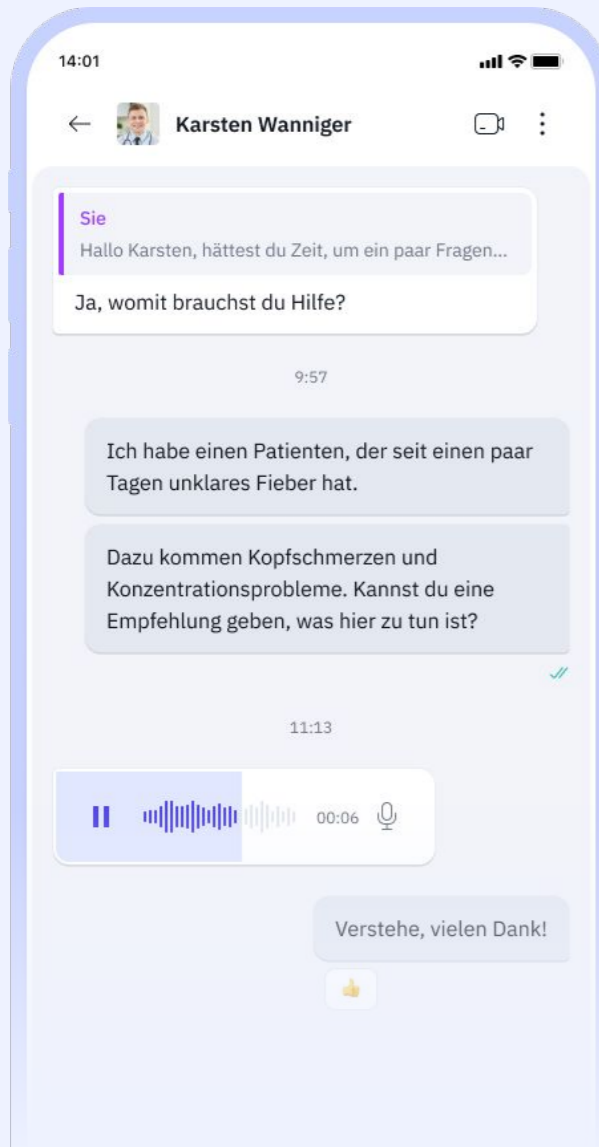 14:01
Karsten Wanniger
Sie
Hallo Karsten, hättest du Zeit, um ein paar Fragen...
Ja, womit brauchst du Hilfe?
9:57
Ich habe einen Patienten, der seit einen paar
Tagen unklares Fieber hat.
Dazu kommen Kopfschmerzen und
Konzentrationsprobleme. Kannst du eine
Empfehlung geben, was hier zu tun ist?
11:13
00:06
Verstehe, vielen Dank!